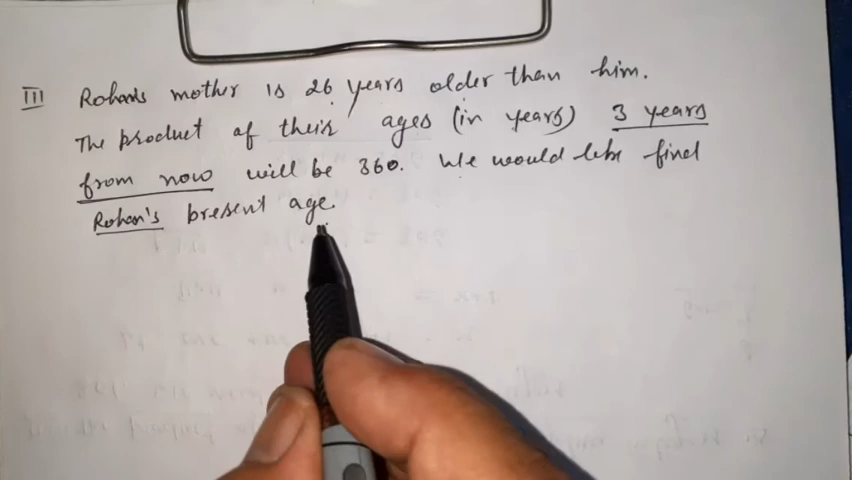 III Rohan's mother is 26 years older than him.
The product of their ages (in years) 3 years
from now will be 360. We would like find
Rohan's present age.